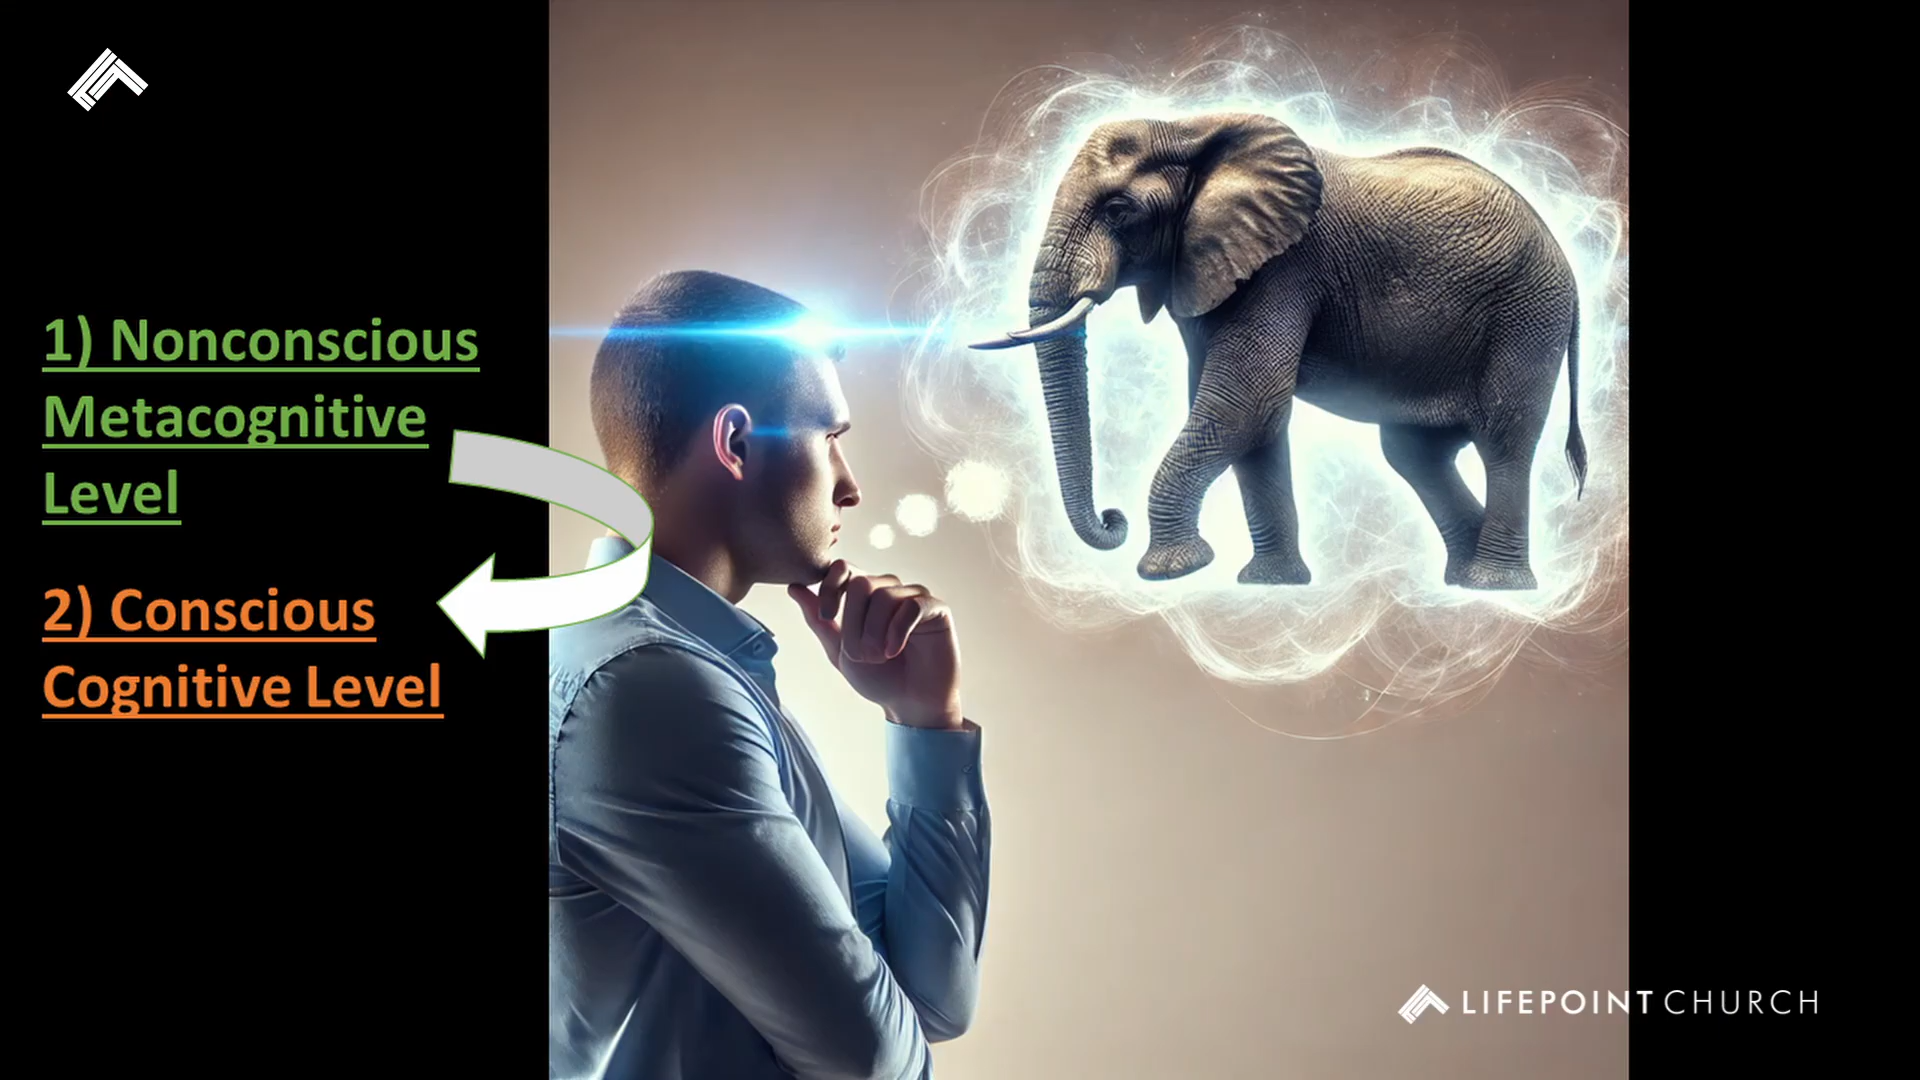 1) Nonconscious
Metacognitive
Level
2) Conscious
Cognitive Level
LIFEPOINT CHURCH